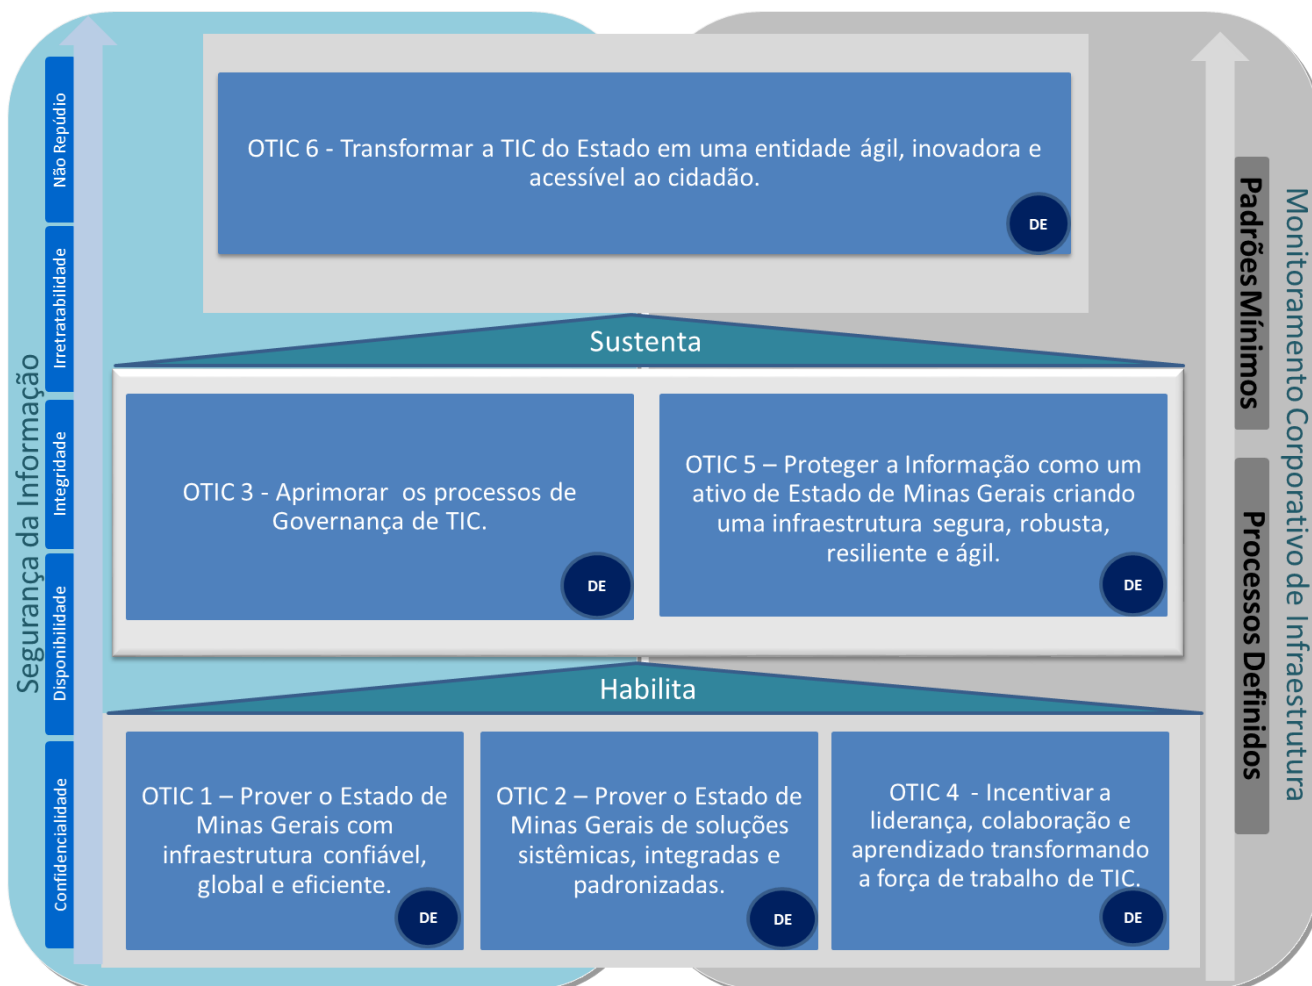 Segurança da Informação
Não Repúdio
Irretratabilidade
Integridade
Disponibilidade
Confidencialidade
OTIC 6 - Transformar a TIC do Estado em uma entidade ágil, inovadora e
acessível ao cidadão.
DE
Sustenta
OTIC 3 - Aprimorar os processos de
Governança de TIC.
DE
OTIC 5 – Proteger a Informação como um
ativo de Estado de Minas Gerais criando
uma infraestrutura segura, robusta,
resiliente e ágil.
DE
Habilita
OTIC 1 – Prover o Estado de
Minas Gerais com
infraestrutura confiável,
global e eficiente.
DE
OTIC 2 – Prover o Estado de
Minas Gerais de soluções
sistêmicas, integradas e
padronizadas.
DE
OTIC 4 - Incentivar a
liderança, colaboração e
aprendizado transformando
a força de trabalho de TIC.
DE
Padrões Mínimos
Processos Definidos
Monitoramento Corporativo de Infraestrutura